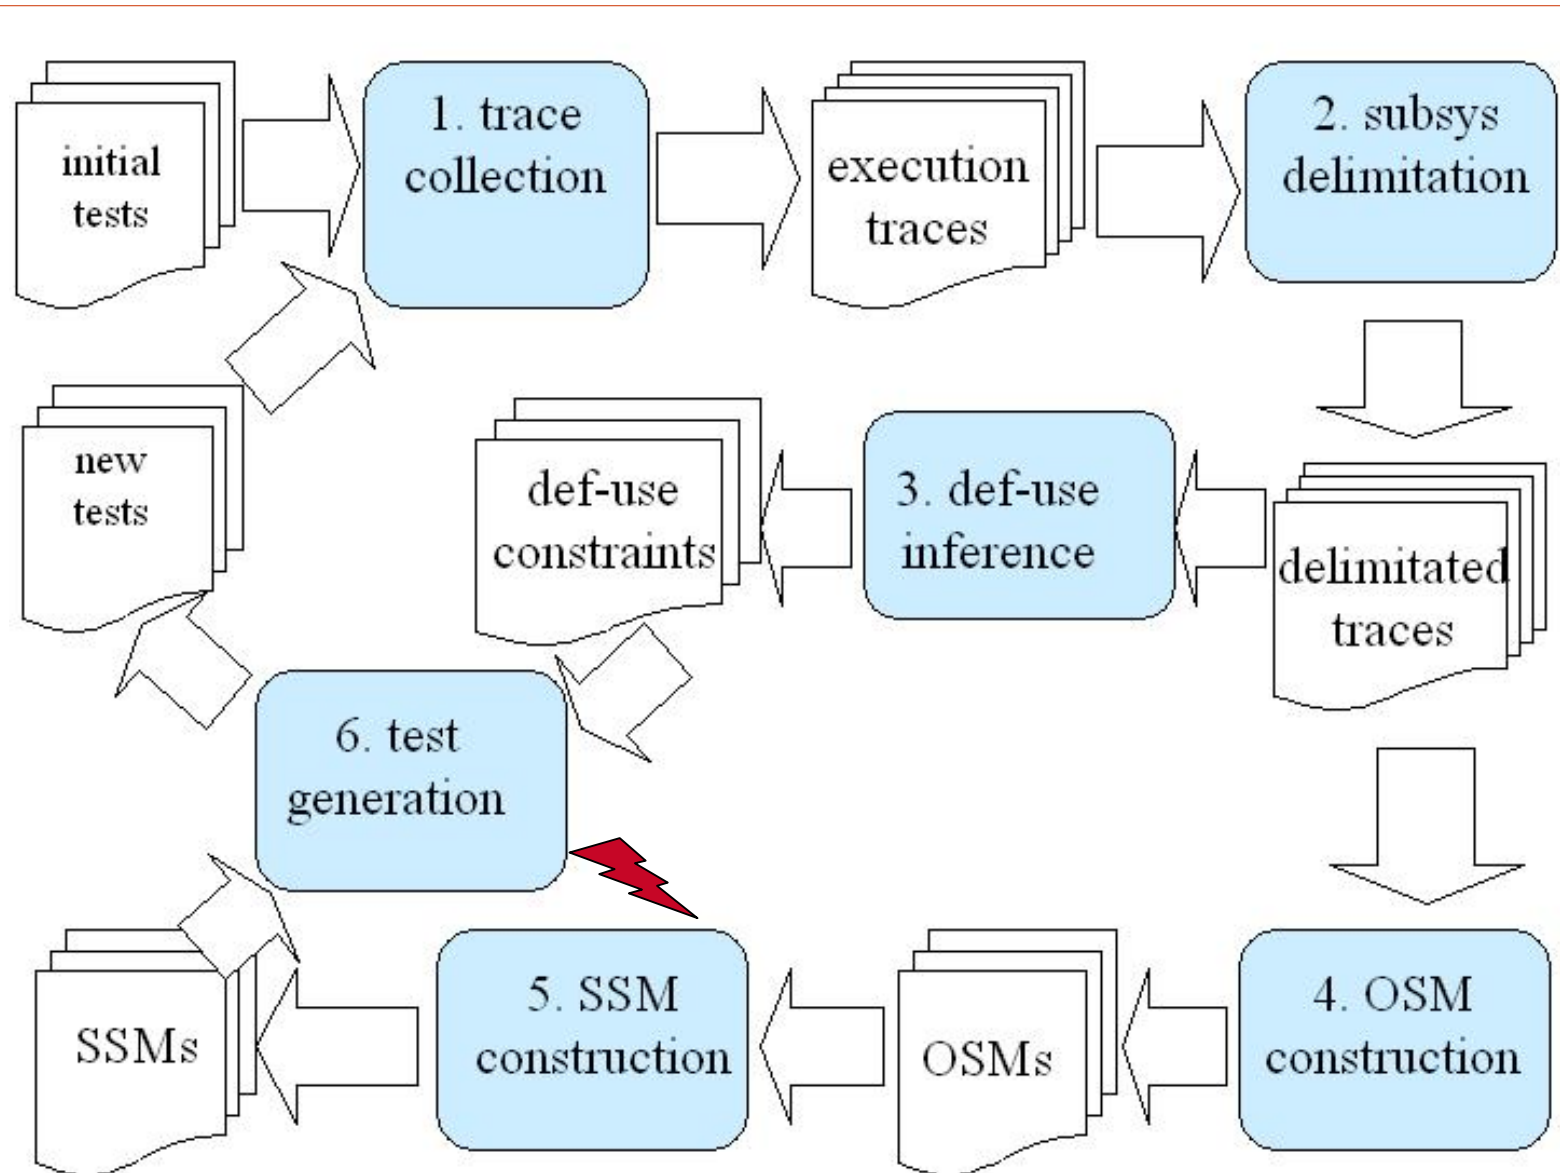 initial
tests
1. trace
collection
execution
traces
2. subsys
delimitation
new
tests
def-use
constraints
3. def-use
inference
delimitated
traces
6. test
generation
SSMs
5. SSM
construction
OSMs
4. OSM
construction